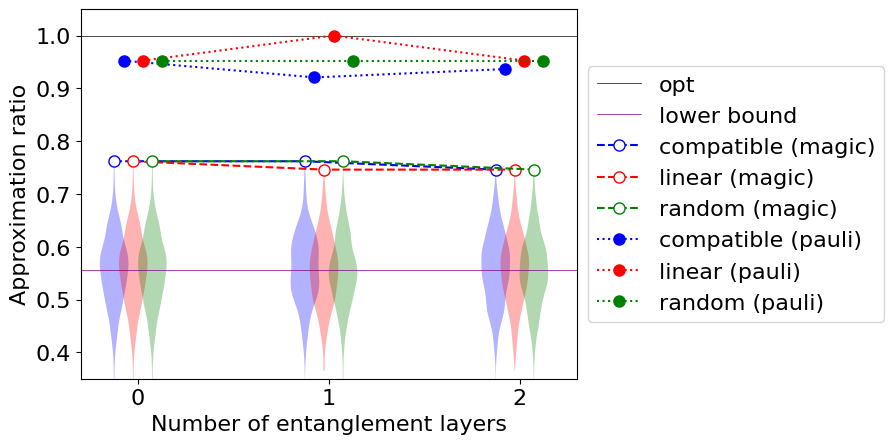 1.0
0.9
0.8
0.7
0.6
0.5
0.4
Approximation ratio
0 1 2
Number of entanglement layers
opt
lower bound
compatible (magic)
linear (magic)
random (magic)
compatible (pauli)
linear (pauli)
random (pauli)